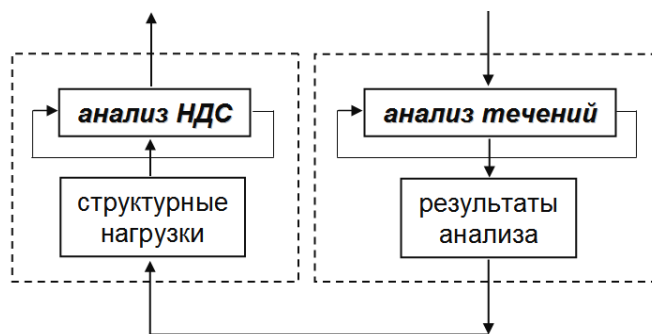 анализ НДС
структурные
нагрузки
анализ течений
результаты
анализа